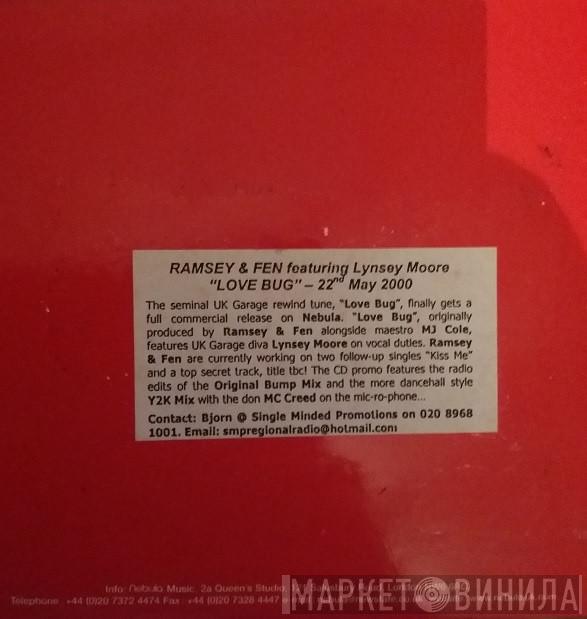 RAMSEY & FEN featuring Lynsey Moore
"LOVE BUG" – 22nd May 2000
The seminal UK Garage rewind tune, "Love Bug", finally gets a
full commercial release on Nebula. "Love Bug", originally
produced by Ramsey & Fen alongside maestro MJ Cole,
features UK Garage diva Lynsey Moore on vocal duties. Ramsey
& Fen are currently working on two follow-up singles "Kiss Me"
and a top secret track, title tbc! The CD promo features the radio
edits of the Original Bump Mix and the more dancehall style
Y2K Mix with the don MC Creed on the mic-ro-phone...
Contact: Bjorn @ Single Minded Promotions on 020 8968
1001. Email: smpregionalradio@hotmail.com
Info: nebula Music, 2a Queen's Studio, Salisbury Road, London
Telephone +44 (0)20 7372 4474 Fax +44 (0)20 7328 4447
МАРКЕТ ВИНИЛА